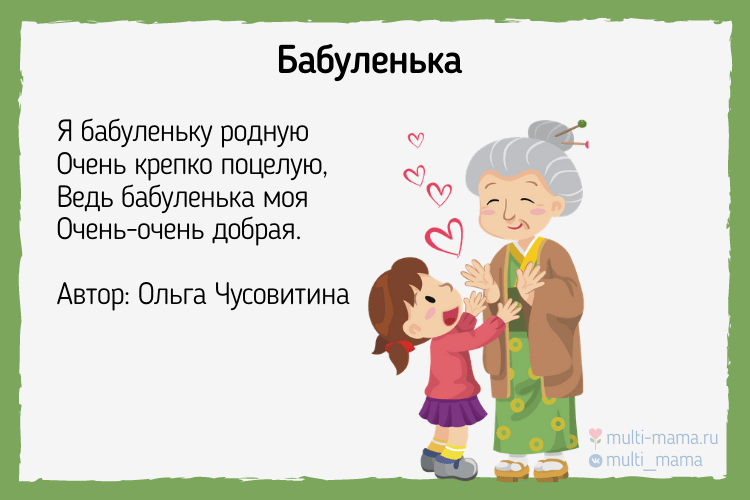 Бабуленька
Я бабуленьку родную
Очень крепко поцелую,
Ведь бабуленька моя
Очень-очень добрая.
Автор: Ольга Чусовитина
multi-mama.ru
multi_mama